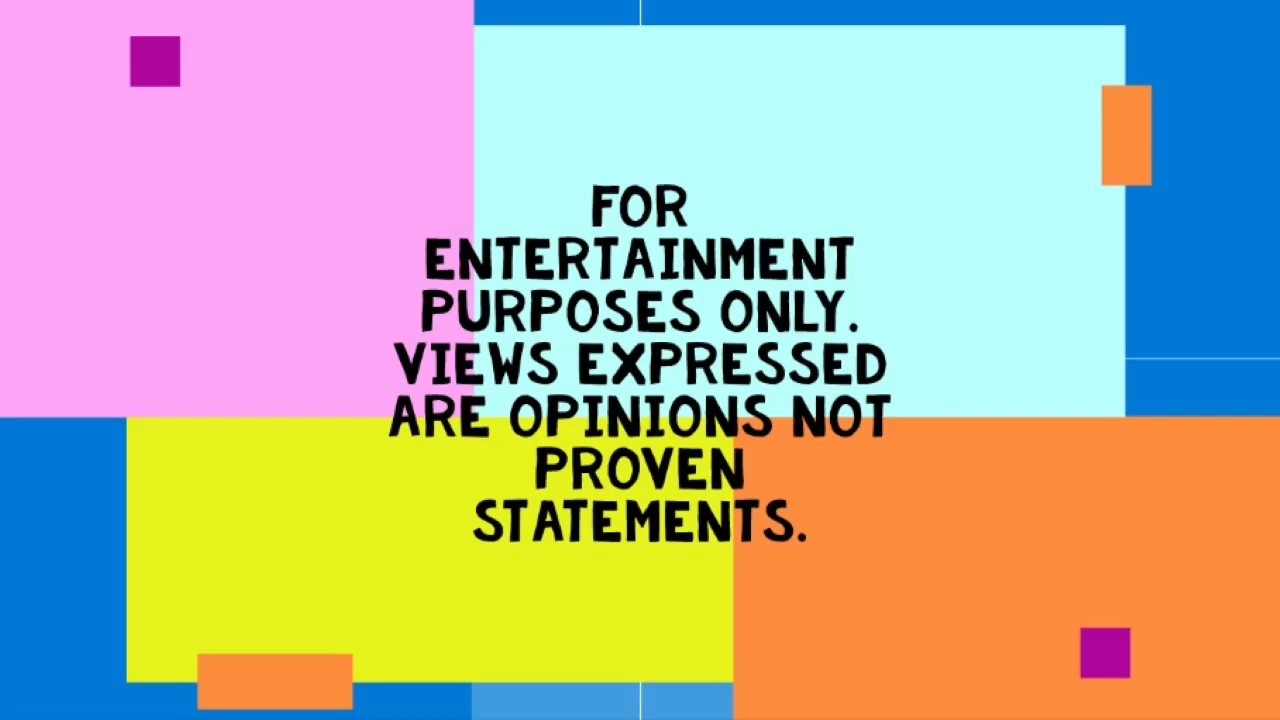 FOR
ENTERTAINMENT
PURPOSES ONLY.
VIEWS EXPRESSED
ARE OPINIONS NOT
PROVEN
STATEMENTS.